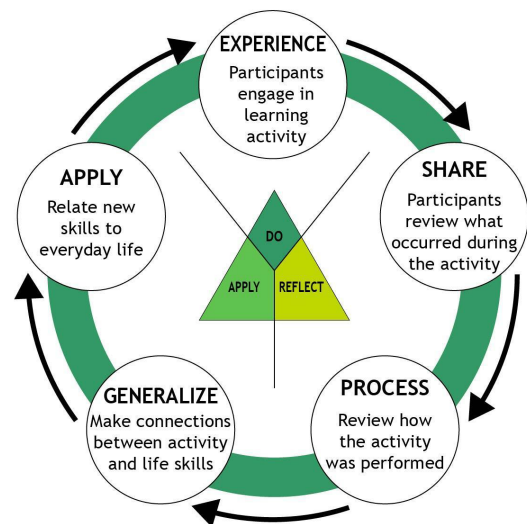 EXPERIENCE
Participants
engage in
learning
activity
SHARE
Participants
review what
occurred during
the activity
PROCESS
Review how
the activity
was performed
GENERALIZE
Make connections
between activity
and life skills
APPLY
Relate new
skills to
everyday life
DO
APPLY
REFLECT